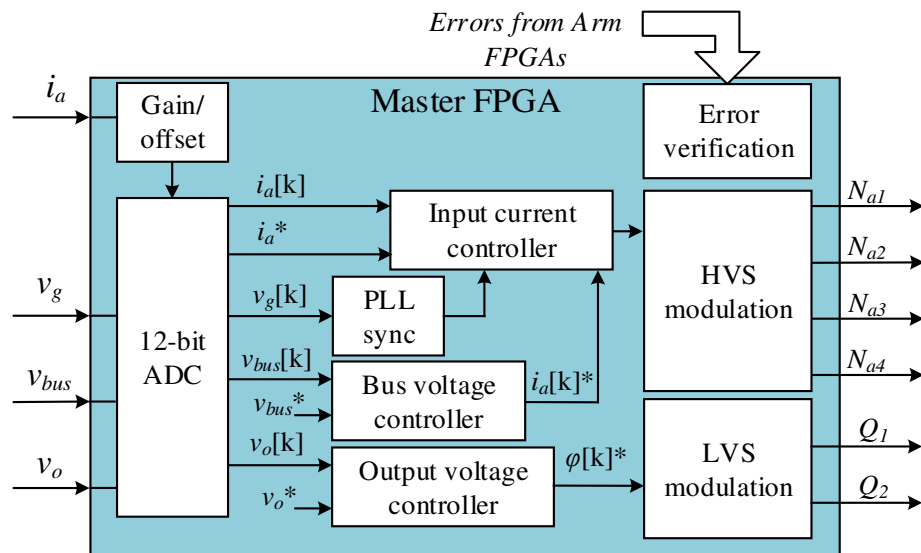 Errors from Arm
FPGAs
Master FPGA
i_a
Gain/
offset
Error
verification
i_a[k]
i_a*
Input current
controller
N_a1
N_a2
N_a3
N_a4
HVS
modulation
v_g
v_g[k]
PLL
sync
12-bit
ADC
v_bus
v_bus[k]
v_bus*
Bus voltage
controller
i_a[k]*
v_o
v_o[k]
v_o*
Output voltage
controller
φ[k]*
LVS
modulation
Q_1
Q_2